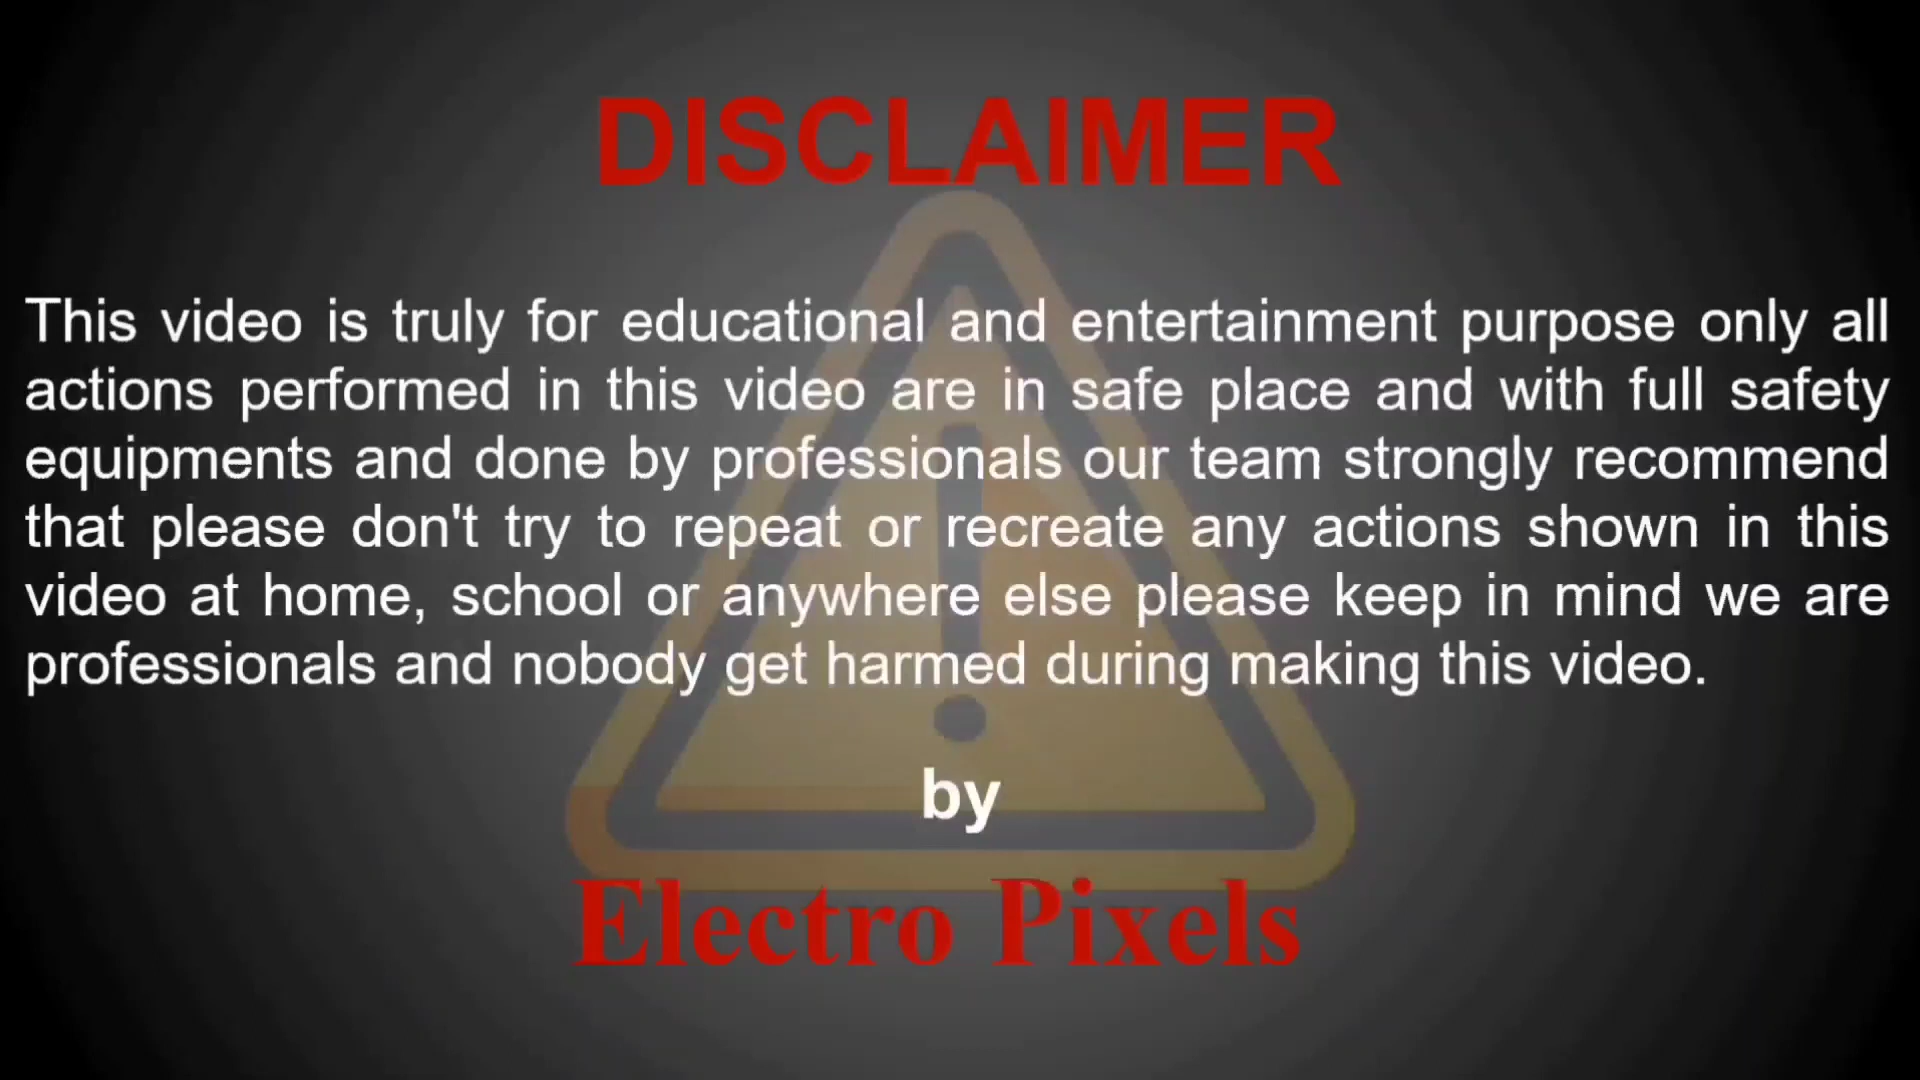 DISCLAIMER
This video is truly for educational and entertainment purpose only all
actions performed in this video are in safe place and with full safety
equipments and done by professionals our team strongly recommend
that please don't try to repeat or recreate any actions shown in this
video at home, school or anywhere else please keep in mind we are
professionals and nobody get harmed during making this video.
by
Electro Pixels